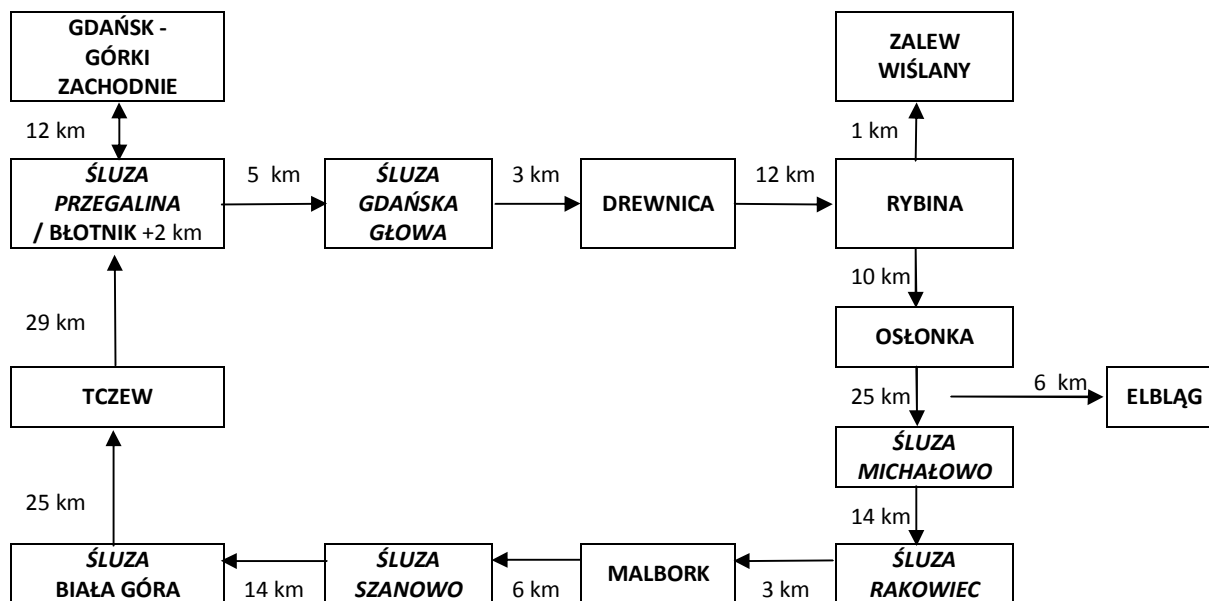 GDAŃSK -
GÓRKI
ZACHODNIE
ZALEW
WIŚLANY
12 km
1 km
ŚLUZA
PRZEGALINA
/ BŁOTNIK +2 km
5 km
ŚLUZA
GDAŃSKA
GŁOWA
3 km
DREWNICA
12 km
RYBINA
10 km
29 km
OSŁONKA
TCZEW
25 km
6 km
ELBLĄG
ŚLUZA
MICHAŁOWO
25 km
14 km
ŚLUZA
BIAŁA GÓRA
14 km
ŚLUZA
SZANOWO
6 km
MALBORK
3 km
ŚLUZA
RAKOWIEC